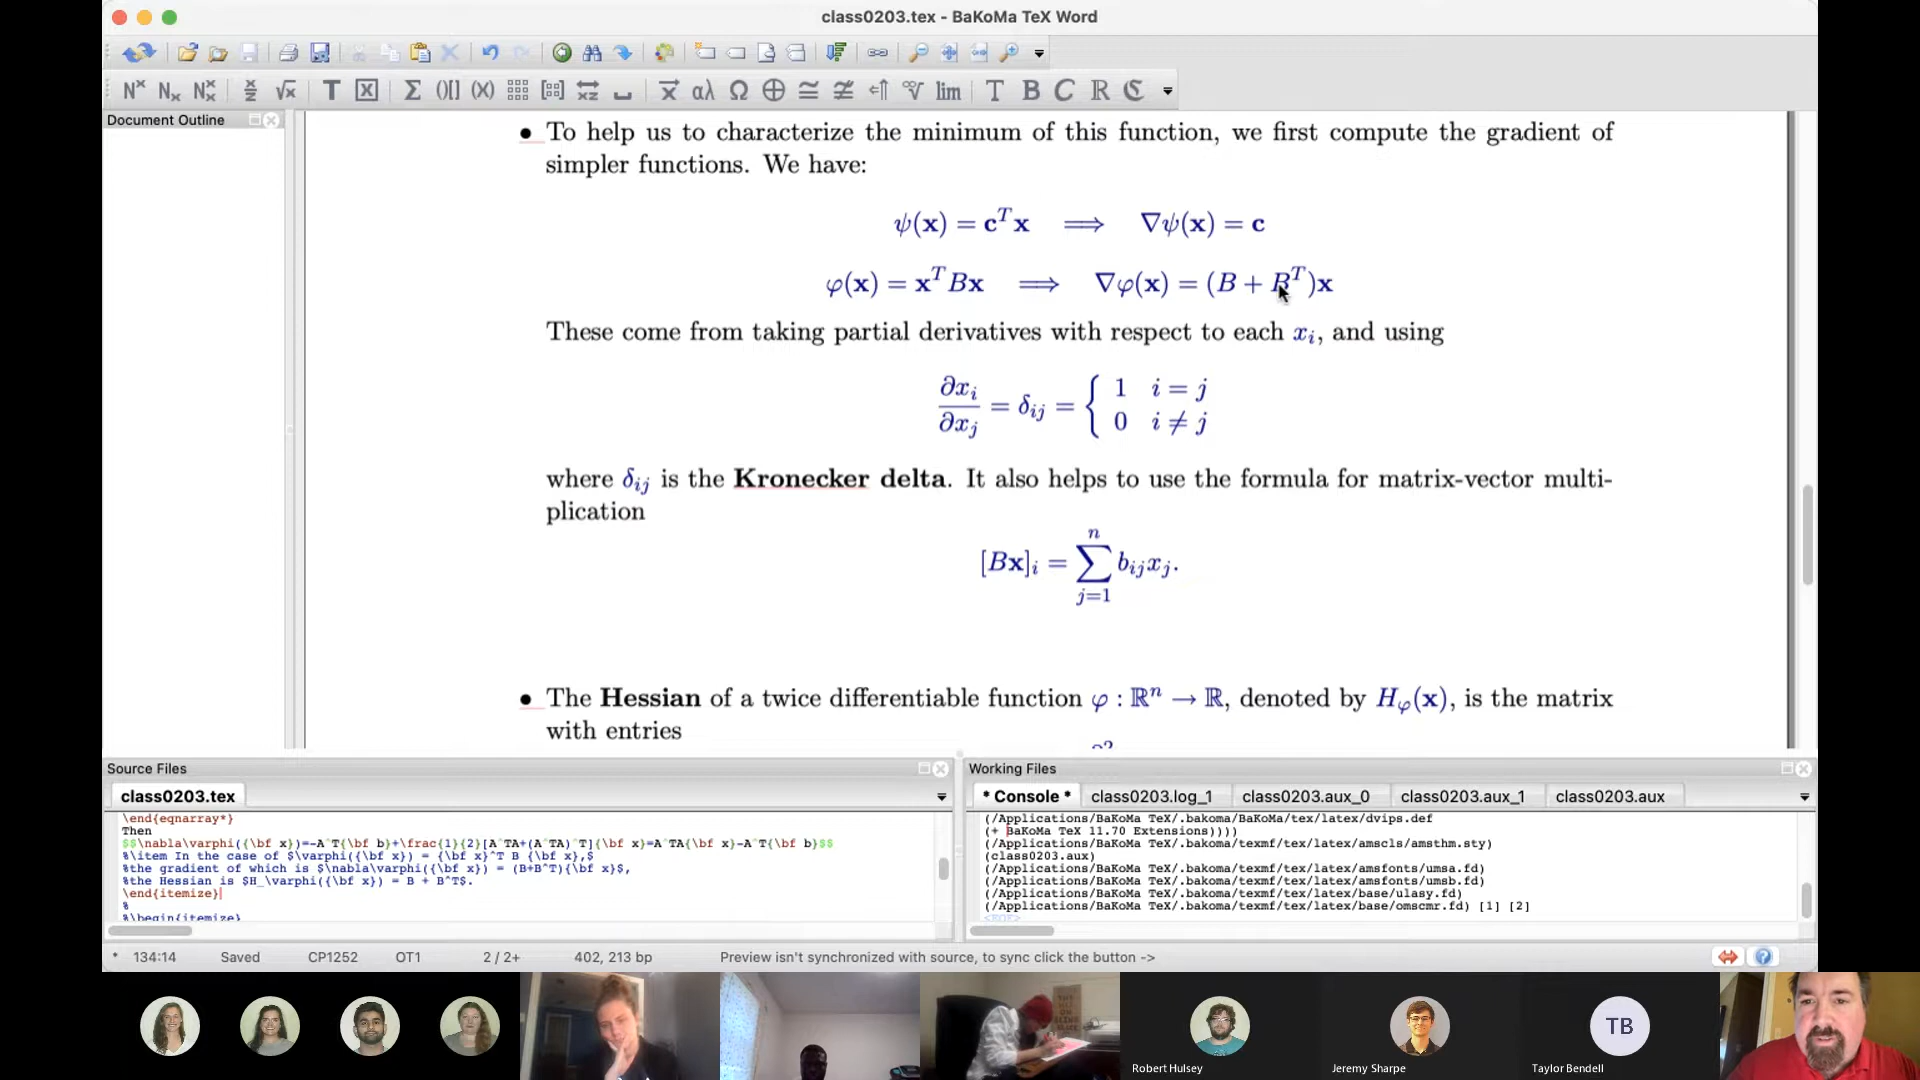 class0203.tex - BaKoMa TeX Word
Document Outline
• To help us to characterize the minimum of this function, we first compute the gradient of
simpler functions. We have:
ψ(x) = c^T x ⟹ ∇ψ(x) = c
φ(x) = x^T Bx ⟹ ∇φ(x) = (B + B^T)x
These come from taking partial derivatives with respect to each x_i, and using
∂x_i/∂x_j = δ_ij = { 1 i = j
0 i ≠ j
where δ_ij is the Kronecker delta. It also helps to use the formula for matrix-vector multi-
plication
[Bx]_i = ∑_{j=1}^{n} b_ij x_j.
• The Hessian of a twice differentiable function φ : ℝ^n → ℝ, denoted by H_φ(x), is the matrix
with entries
Source Files
class0203.tex
\end{eqnarray*}
Then
$$\nabla\varphi({\bf x})=-A^T{\bf b}+\frac{1}{2}[A^TA+(A^TA)^T]{\bf x}=A^TA{\bf x}-A^T{\bf b}$$
%\item In the case of $\varphi({\bf x}) = {\bf x}^T B {\bf x},$
%the gradient of which is $\nabla\varphi({\bf x}) = (B+B^T){\bf x}$,
%the Hessian is $H_\varphi({\bf x}) = B + B^T$.
\end{itemize}
%
%\begin{itemize}
Working Files
* Console * class0203.log_1 class0203.aux_0 class0203.aux_1 class0203.aux
(/Applications/BaKoMa TeX/.bakoma/BaKoMa/tex/latex/dvips.def
(+ BaKoMa TeX 11.70 Extensions))))
(/Applications/BaKoMa TeX/.bakoma/texmf/tex/latex/amscls/amsthm.sty)
(class0203.aux)
(/Applications/BaKoMa TeX/.bakoma/texmf/tex/latex/amsfonts/umsa.fd)
(/Applications/BaKoMa TeX/.bakoma/texmf/tex/latex/amsfonts/umsb.fd)
(/Applications/BaKoMa TeX/.bakoma/texmf/tex/latex/base/ulasy.fd)
(/Applications/BaKoMa TeX/.bakoma/texmf/tex/latex/base/omscmr.fd) [1] [2]
* 134:14 Saved CP1252 OT1 2 / 2+ 402, 213 bp Preview isn't synchronized with source, to sync click the button ->
TB
Robert Hulsey
Jeremy Sharpe
Taylor Bendell